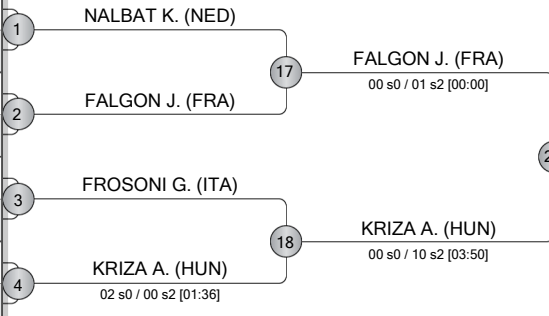 NALBAT K. (NED)
1
17
FALGON J. (FRA)
00 s0 / 01 s2 [00:00]
FALGON J. (FRA)
2
2
FROSONI G. (ITA)
3
18
KRIZA A. (HUN)
00 s0 / 10 s2 [03:50]
KRIZA A. (HUN)
4
02 s0 / 00 s2 [01:36]